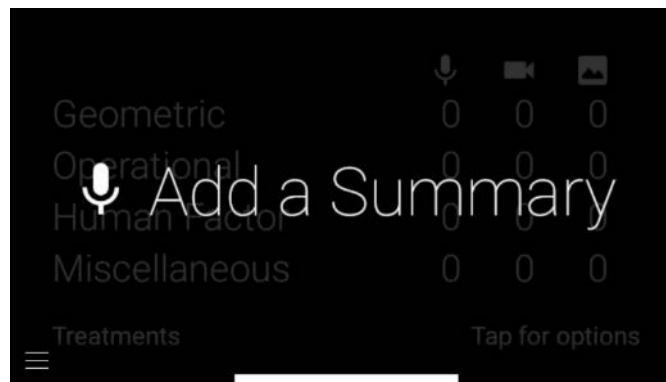 Geometric 0 0 0
Operational 0 0 0
Add a Summary
Human Factor 0 0 0
Miscellaneous 0 0 0
Treatments Tap for options